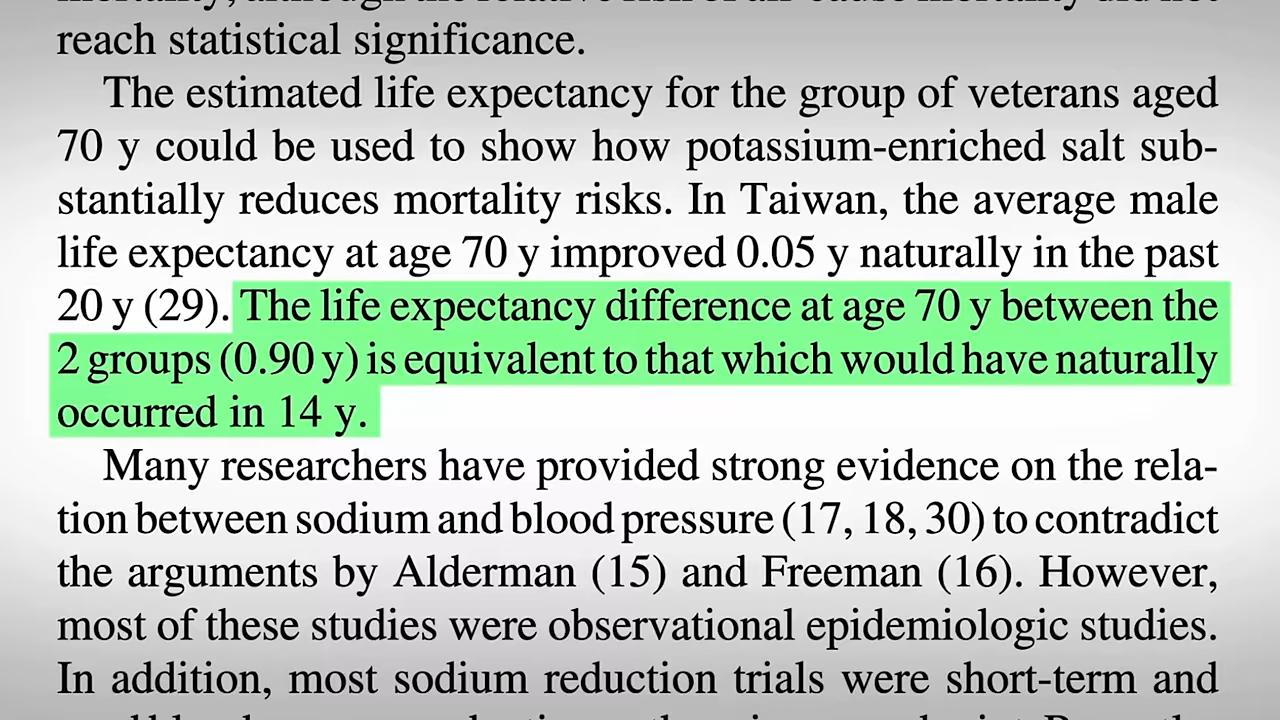 reach statistical significance.
The estimated life expectancy for the group of veterans aged
70 y could be used to show how potassium-enriched salt sub-
stantially reduces mortality risks. In Taiwan, the average male
life expectancy at age 70 y improved 0.05 y naturally in the past
20 y (29). The life expectancy difference at age 70 y between the
2 groups (0.90 y) is equivalent to that which would have naturally
occurred in 14 y.
Many researchers have provided strong evidence on the rela-
tion between sodium and blood pressure (17, 18, 30) to contradict
the arguments by Alderman (15) and Freeman (16). However,
most of these studies were observational epidemiologic studies.
In addition, most sodium reduction trials were short-term and